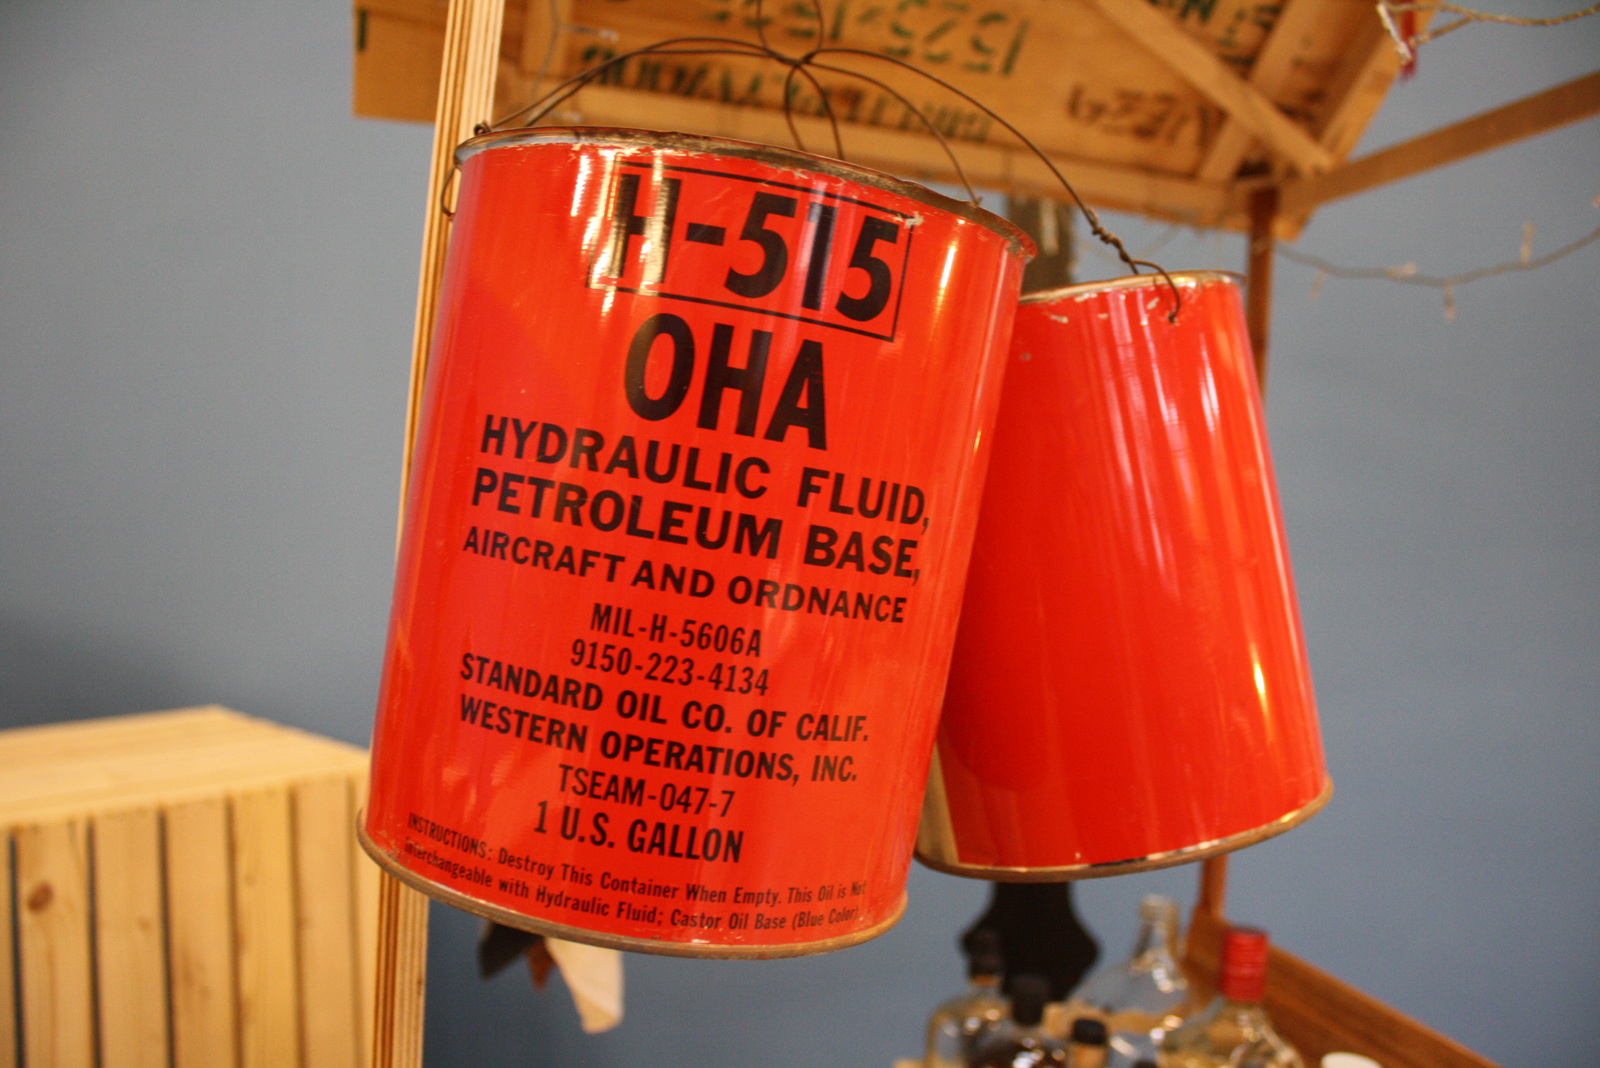 H-515
OHA
HYDRAULIC FLUID,
PETROLEUM BASE,
AIRCRAFT AND ORDNANCE
MIL-H-5606A
9150-223-4134
STANDARD OIL CO. OF CALIF.
WESTERN OPERATIONS, INC.
TSEAM-047-7
1 U.S. GALLON
INSTRUCTIONS: Destroy This Container When Empty. This Oil is Not
interchangeable with Hydraulic Fluid; Castor Oil Base (Blue Color).